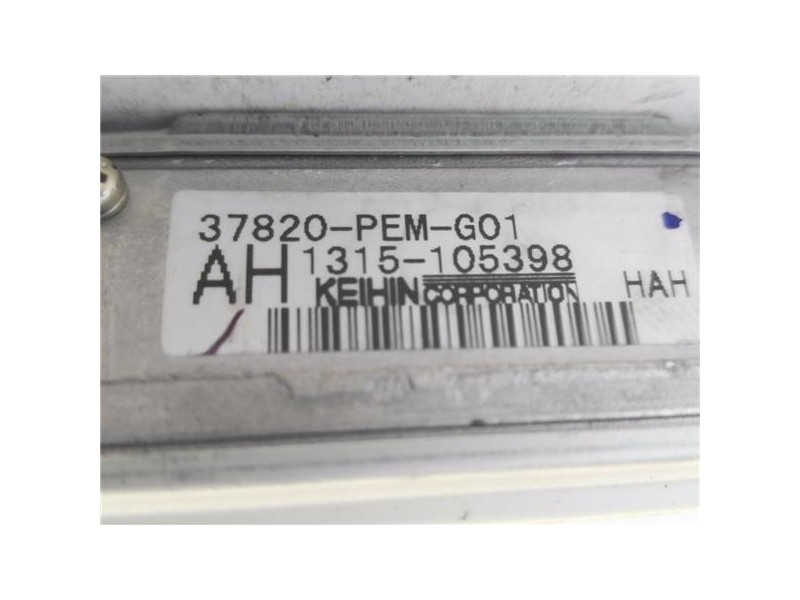 37820-PEM-G01
AH 1315-105398
KEIHIN CORPORATION HAH